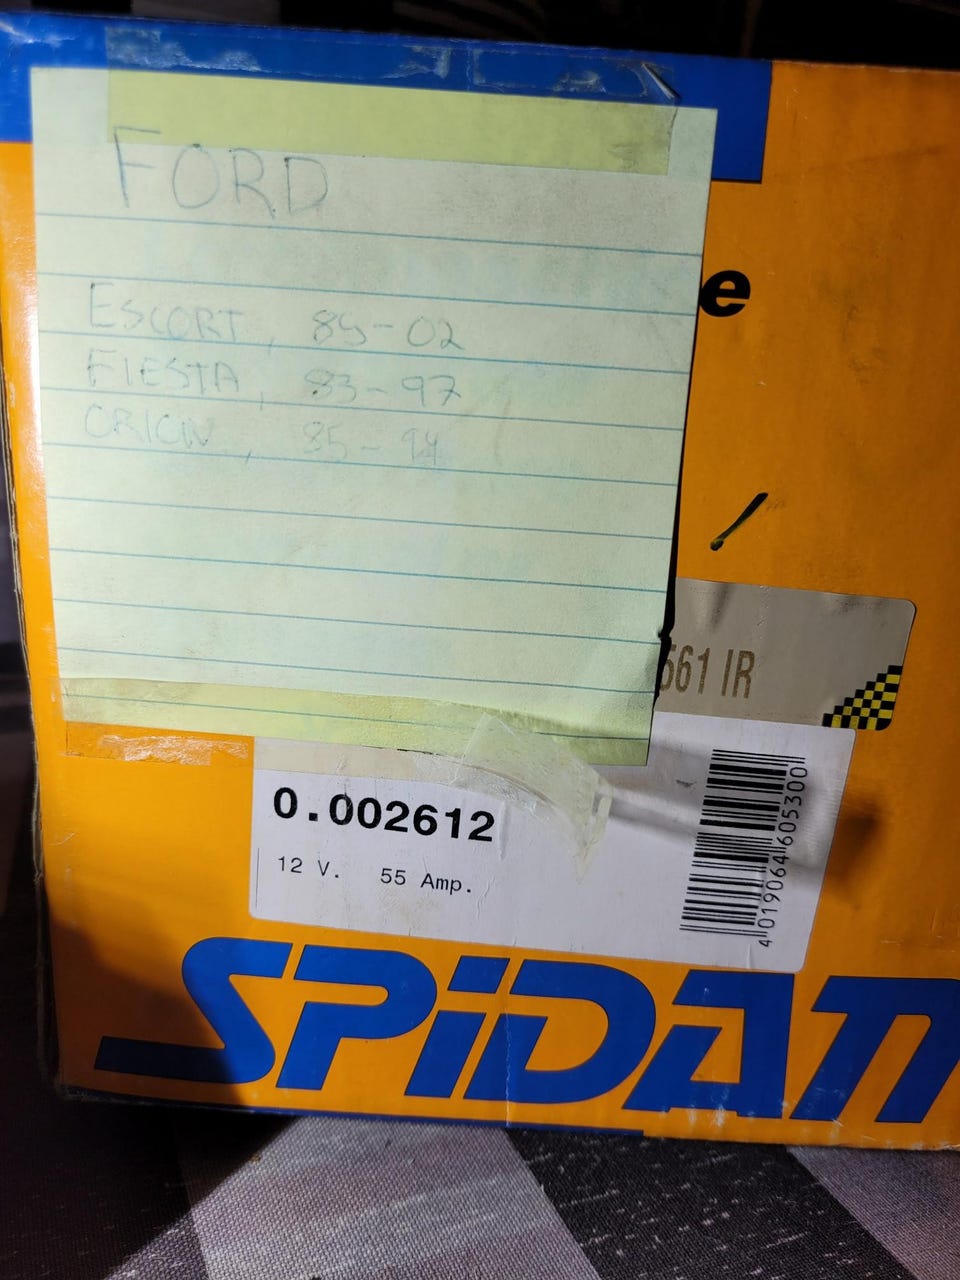 FORD
ESCORT, 85-02
FIESTA, 83-97
ORION, 85-94
e
561 IR
0.002612
12 V. 55 Amp.
4 019064 605300
SPiDAN